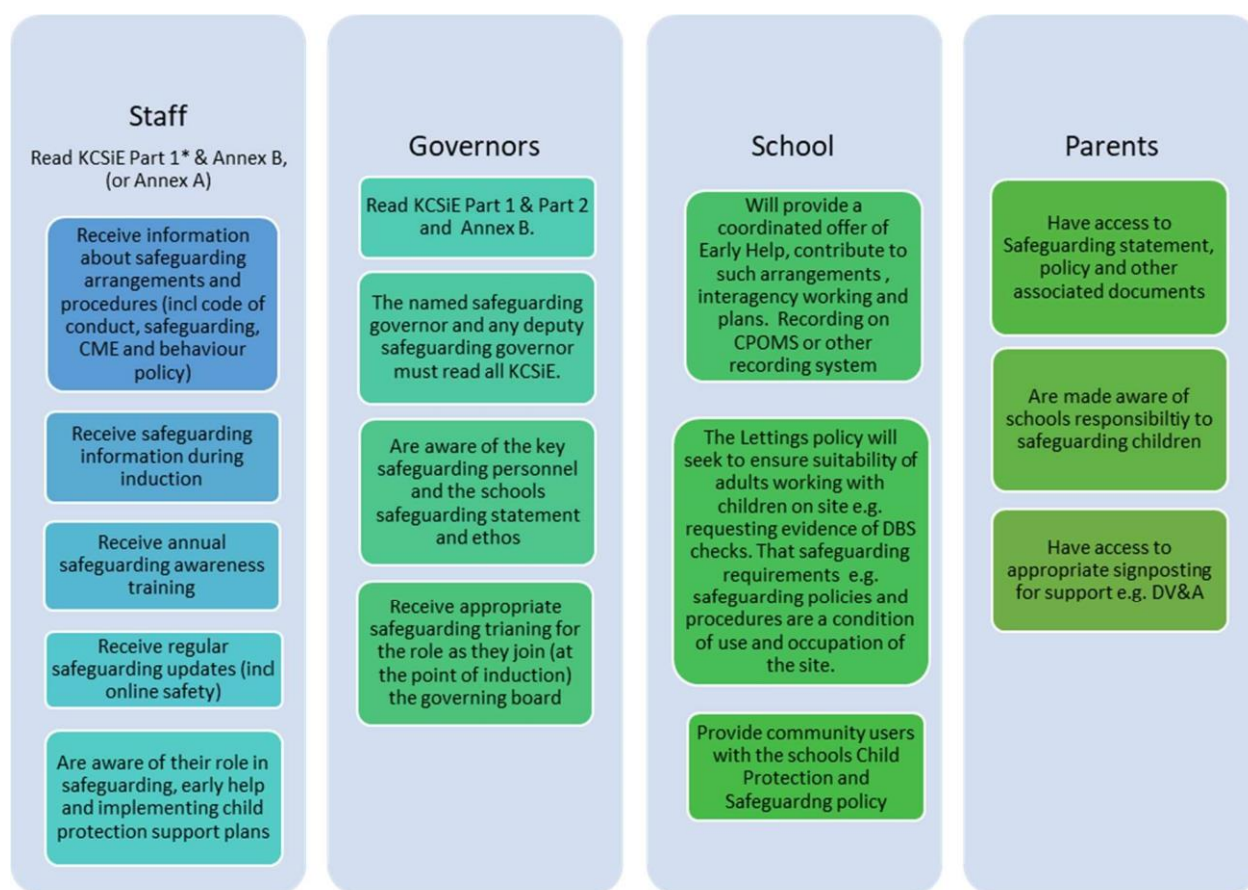 Staff
Read KCSiE Part 1* & Annex B,
(or Annex A)
Receive information
about safeguarding
arrangements and
procedures (incl code of
conduct, safeguarding,
CME and behaviour
policy)
Receive safeguarding
information during
induction
Receive annual
safeguarding awareness
training
Receive regular
safeguarding updates (incl
online safety)
Are aware of their role in
safeguarding, early help
and implementing child
protection support plans
Governors
Read KCSiE Part 1 & Part 2
and Annex B.
The named safeguarding
governor and any deputy
safeguarding governor
must read all KCSiE.
Are aware of the key
safeguarding personnel
and the schools
safeguarding statement
and ethos
Receive appropriate
safeguarding trianing for
the role as they join (at
the point of induction)
the governing board
School
Will provide a
coordinated offer of
Early Help, contribute to
such arrangements ,
interagency working and
plans. Recording on
CPOMS or other
recording system
The Lettings policy will
seek to ensure suitability of
adults working with
children on site e.g.
requesting evidence of DBS
checks. That safeguarding
requirements e.g.
safeguarding policies and
procedures are a condition
of use and occupation of
the site.
Provide community users
with the schools Child
Protection and
Safeguardng policy
Parents
Have access to
Safeguarding statement,
policy and other
associated documents
Are made aware of
schools responsibiltiy to
safeguarding children
Have access to
appropriate signposting
for support e.g. DV&A